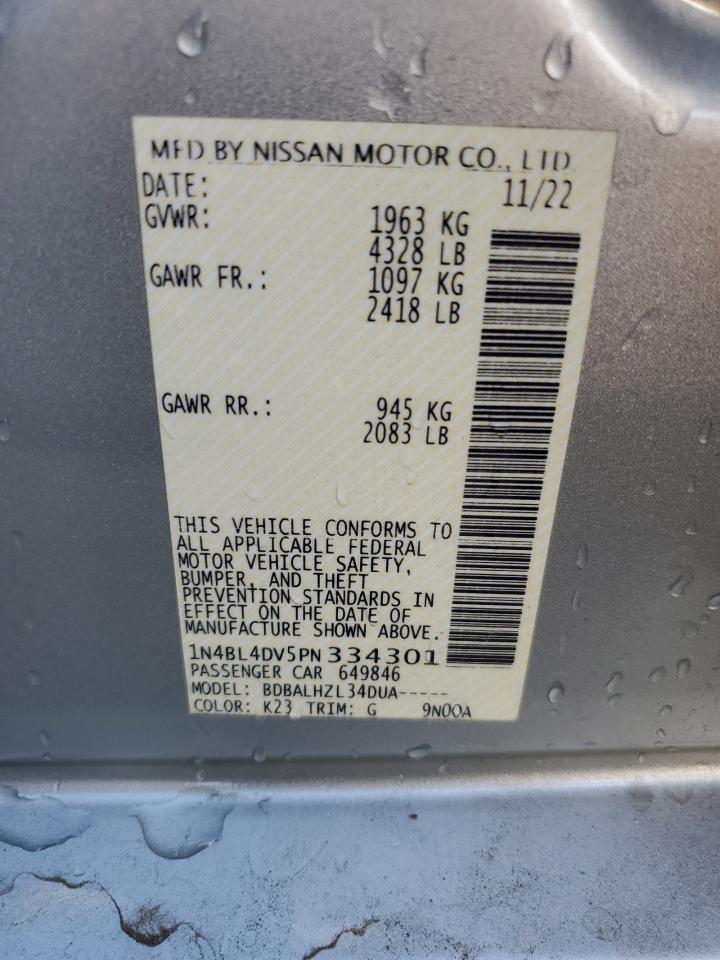 MFD BY NISSAN MOTOR CO., LTD.
DATE: 11/22
GVWR: 1963 KG
4328 LB
GAWR FR.: 1097 KG
2418 LB
GAWR RR.: 945 KG
2083 LB
THIS VEHICLE CONFORMS TO
ALL APPLICABLE FEDERAL
MOTOR VEHICLE SAFETY,
BUMPER, AND THEFT
PREVENTION STANDARDS IN
EFFECT ON THE DATE OF
MANUFACTURE SHOWN ABOVE.
1N4BL4DV5PN334301
PASSENGER CAR 649846
MODEL: BDBALHZL34DUA-----
COLOR: K23 TRIM: G 9N00A